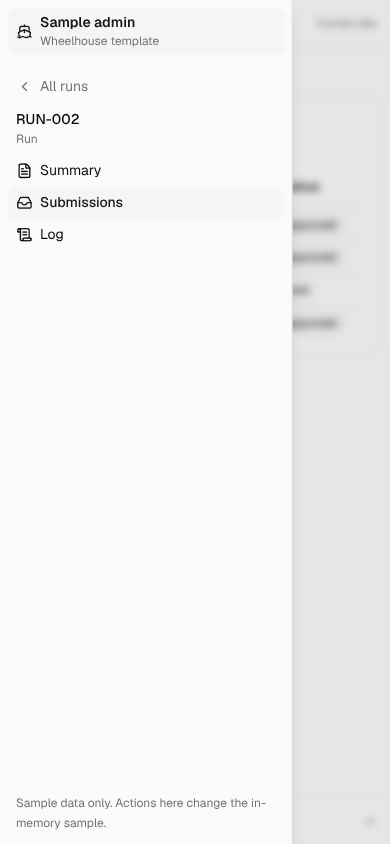 Sample admin
Wheelhouse template
All runs
RUN-002
Run
Summary
Submissions
Log
Sample data only. Actions here change the in-
memory sample.